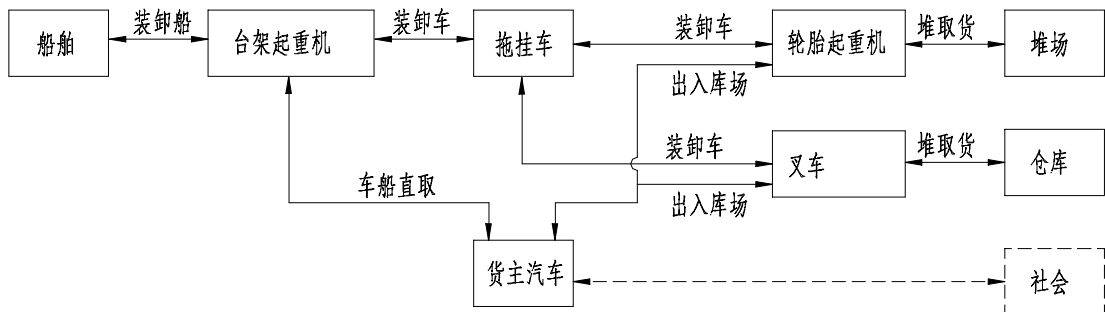 船舶
装卸船
台架起重机
装卸车
拖挂车
装卸车
轮胎起重机
堆取货
堆场
出入库场
装卸车
叉车
堆取货
仓库
车船直取
出入库场
货主汽车
社会